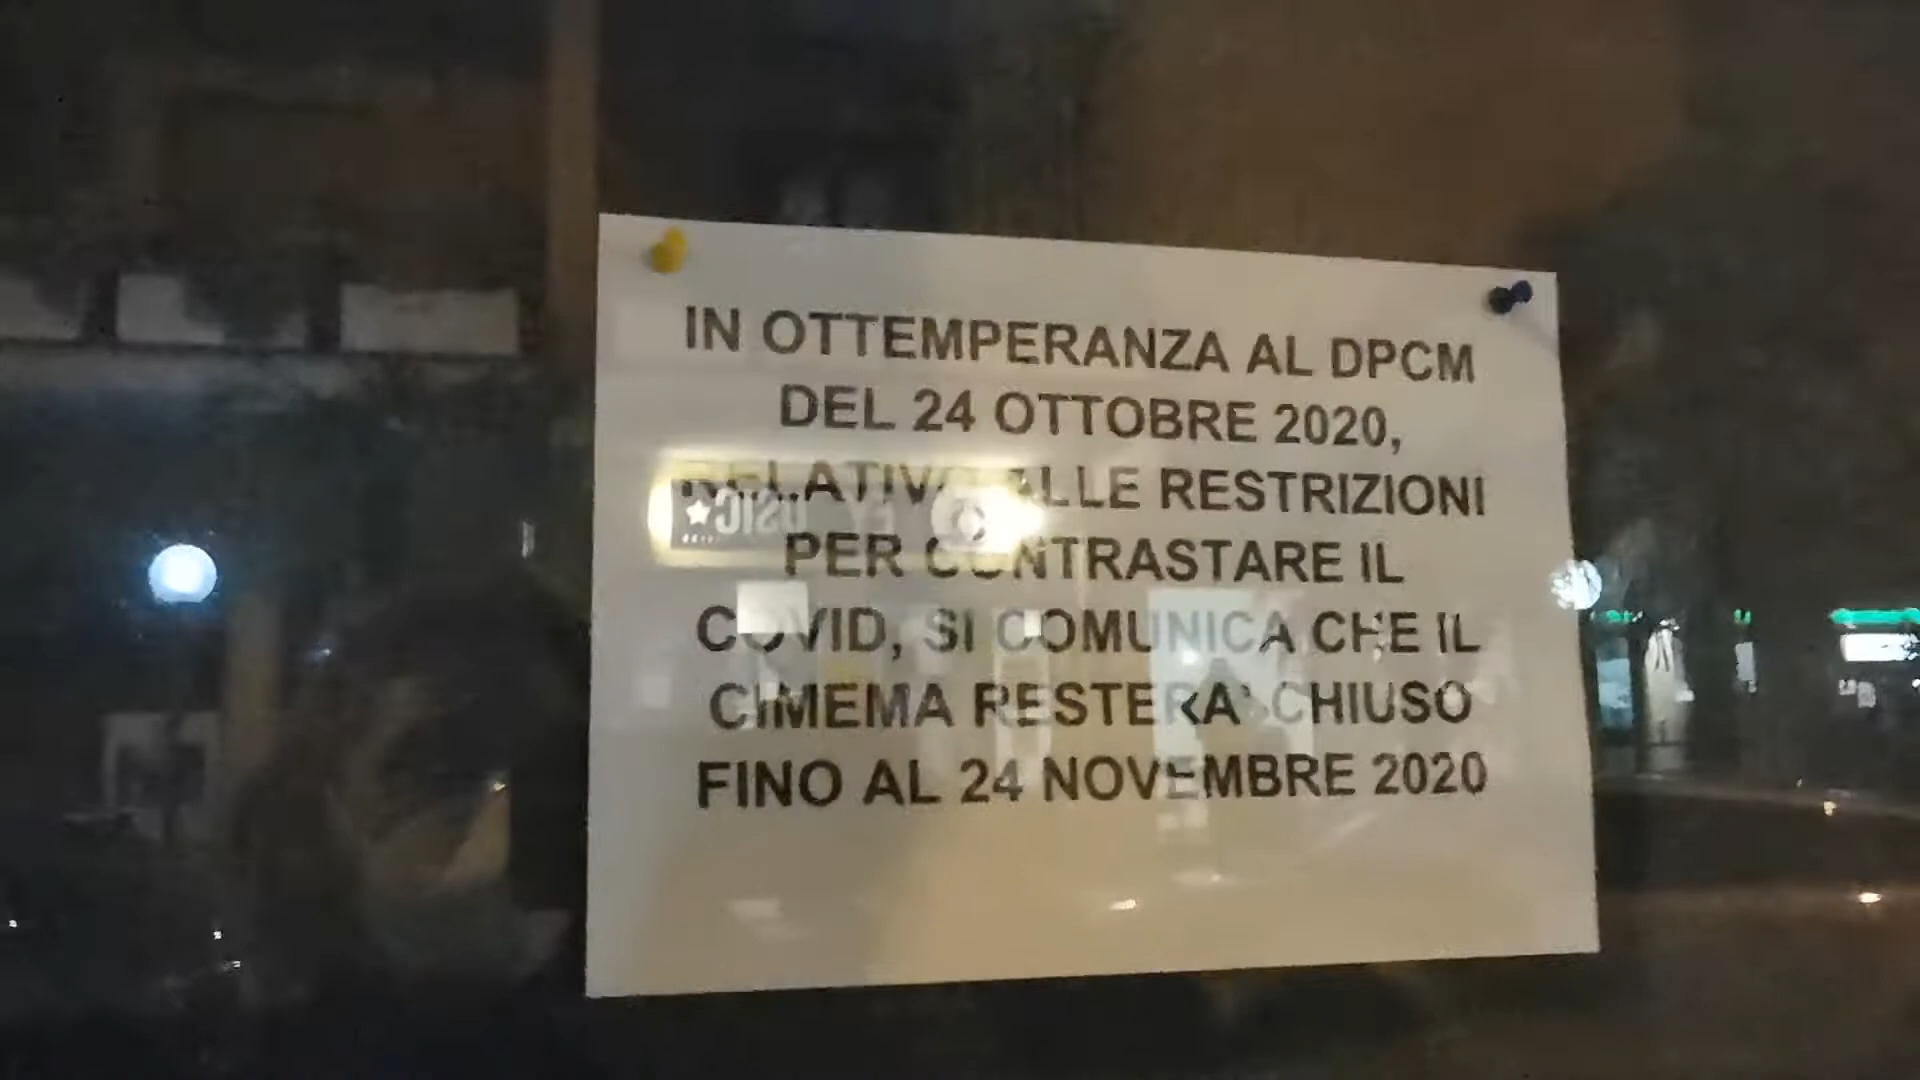 IN OTTEMPERANZA AL DPCM
DEL 24 OTTOBRE 2020,
RELATIVO ALLE RESTRIZIONI
PER CONTRASTARE IL
COVID, SI COMUNICA CHE IL
CIMEMA RESTERA' CHIUSO
FINO AL 24 NOVEMBRE 2020